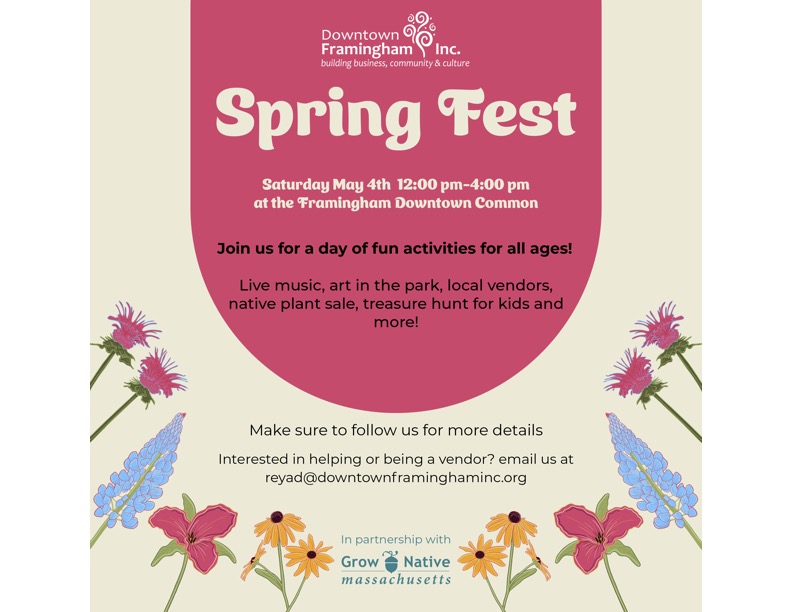 Downtown
Framingham Inc.
building business, community & culture
Spring Fest
Saturday May 4th 12:00 pm-4:00 pm
at the Framingham Downtown Common
Join us for a day of fun activities for all ages!
Live music, art in the park, local vendors,
native plant sale, treasure hunt for kids and
more!
Make sure to follow us for more details
Interested in helping or being a vendor? email us at
reyad@downtownframinghaminc.org
In partnership with
Grow Native
massachusetts